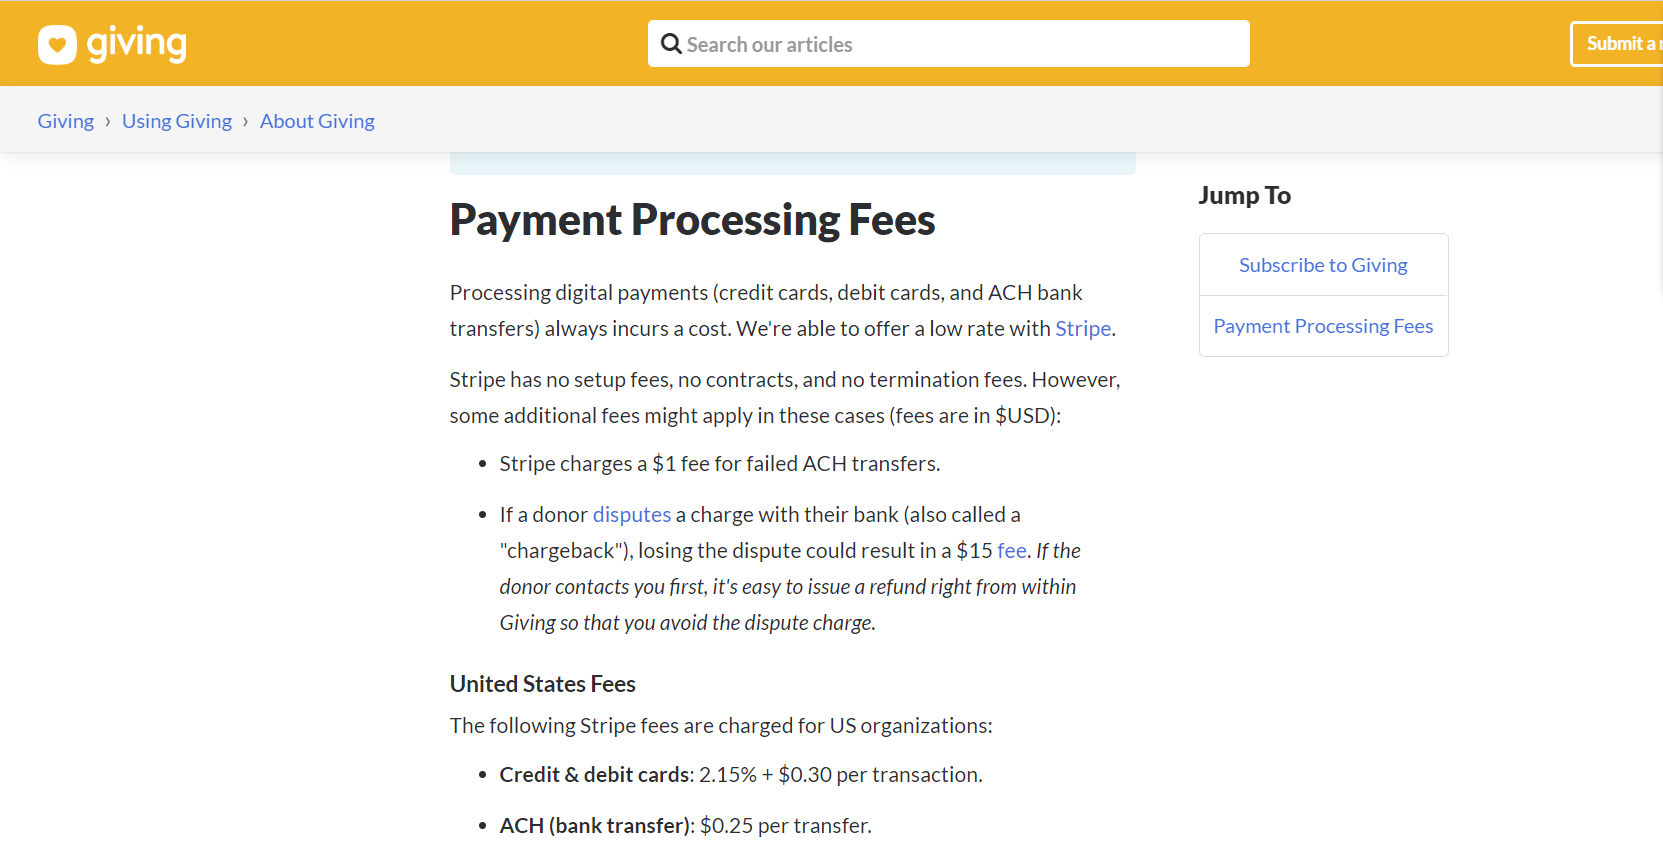 giving
Search our articles
Submit a
Giving › Using Giving › About Giving
Payment Processing Fees
Processing digital payments (credit cards, debit cards, and ACH bank
transfers) always incurs a cost. We're able to offer a low rate with Stripe.
Stripe has no setup fees, no contracts, and no termination fees. However,
some additional fees might apply in these cases (fees are in $USD):
• Stripe charges a $1 fee for failed ACH transfers.
• If a donor disputes a charge with their bank (also called a
"chargeback"), losing the dispute could result in a $15 fee. If the
donor contacts you first, it's easy to issue a refund right from within
Giving so that you avoid the dispute charge.
United States Fees
The following Stripe fees are charged for US organizations:
• Credit & debit cards: 2.15% + $0.30 per transaction.
• ACH (bank transfer): $0.25 per transfer.
Jump To
Subscribe to Giving
Payment Processing Fees